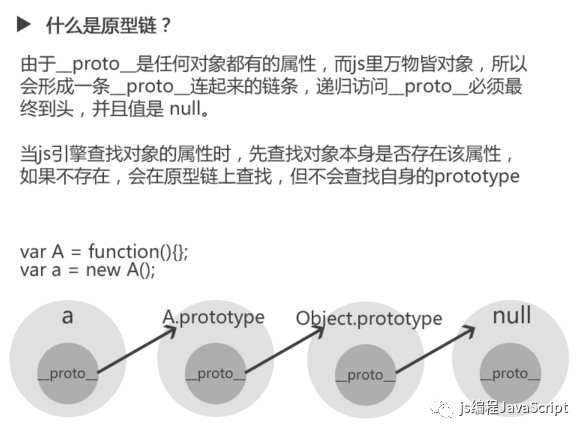 什么是原型链？
由于__proto__是任何对象都有的属性，而js里万物皆对象，所以
会形成一条__proto__连起来的链条，递归访问__proto__必须最
终到头，并且值是 null。
当js引擎查找对象的属性时，先查找对象本身是否存在该属性，
如果不存在，会在原型链上查找，但不会查找自身的prototype
var A = function(){};
var a = new A();
a
A.prototype
Object.prototype
null
__proto__
__proto__
__proto__
__proto__
js编程JavaScript